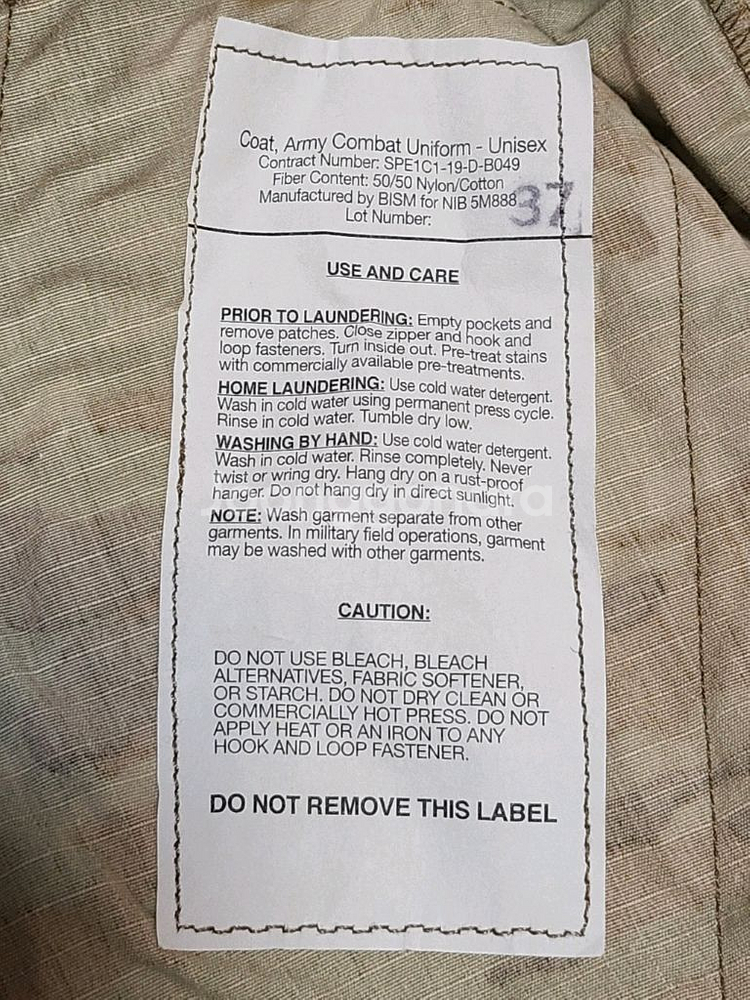 Coat, Army Combat Uniform - Unisex
Contract Number: SPE1C1-19-D-B049
Fiber Content: 50/50 Nylon/Cotton
Manufactured by BISM for NIB 5M888
Lot Number: 37
USE AND CARE
PRIOR TO LAUNDERING: Empty pockets and
remove patches. Close zipper and hook and
loop fasteners. Turn inside out. Pre-treat stains
with commercially available pre-treatments.
HOME LAUNDERING: Use cold water detergent.
Wash in cold water using permanent press cycle.
Rinse in cold water. Tumble dry low.
WASHING BY HAND: Use cold water detergent.
Wash in cold water. Rinse completely. Never
twist or wring dry. Hang dry on a rust-proof
hanger. Do not hang dry in direct sunlight.
NOTE: Wash garment separate from other
garments. In military field operations, garment
may be washed with other garments.
CAUTION:
DO NOT USE BLEACH, BLEACH
ALTERNATIVES, FABRIC SOFTENER,
OR STARCH. DO NOT DRY CLEAN OR
COMMERCIALLY HOT PRESS. DO NOT
APPLY HEAT OR AN IRON TO ANY
HOOK AND LOOP FASTENER.
DO NOT REMOVE THIS LABEL